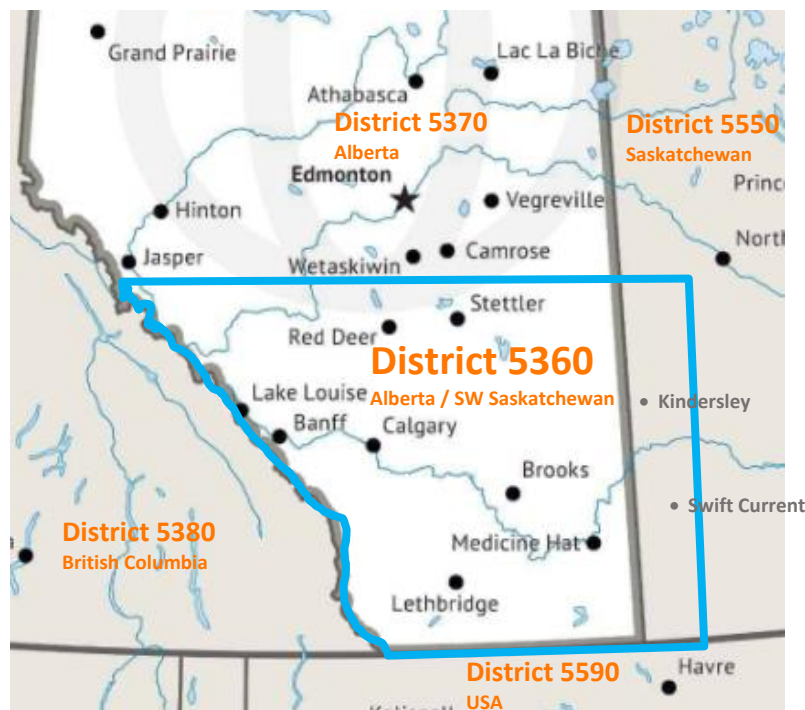 Lac La Biche
Grand Prairie
Athabasca
District 5370
Alberta
District 5550
Saskatchewan
Edmonton
Princ
Vegreville
Hinton
Nort
Jasper
Camrose
Wetaskiwin
Stettler
Red Deer
District 5360
Alberta / SW Saskatchewan
Lake Louise
Kindersley
Banff
Calgary
Brooks
Swift Current
District 5380
British Columbia
Medicine Hat
Lethbridge
District 5590
USA
Havre